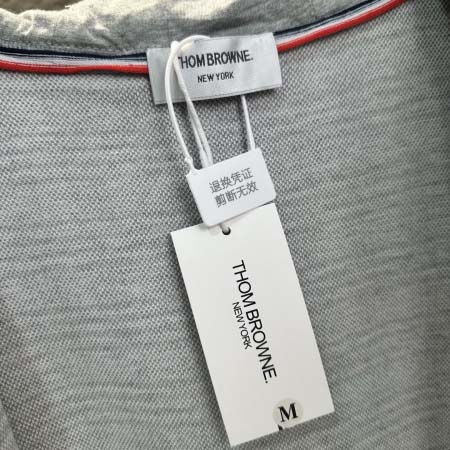 THOM BROWNE.
NEW YORK
退换凭证
剪断无效
THOM BROWNE.
NEW YORK
M